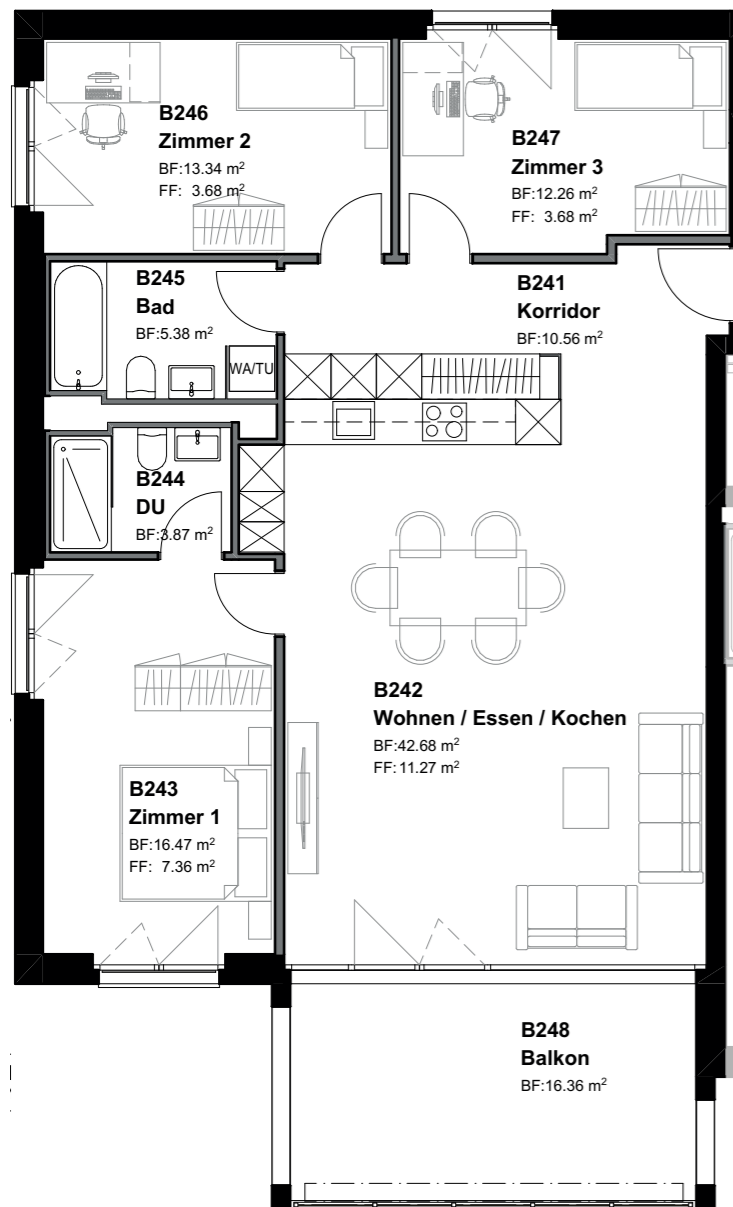 B246
Zimmer 2
BF:13.34 m²
FF: 3.68 m²
B247
Zimmer 3
BF:12.26 m²
FF: 3.68 m²
B245
Bad
BF:5.38 m²
WA/TU
B241
Korridor
BF:10.56 m²
B244
DU
BF:3.87 m²
B242
Wohnen / Essen / Kochen
BF:42.68 m²
FF:11.27 m²
B243
Zimmer 1
BF:16.47 m²
FF: 7.36 m²
B248
Balkon
BF:16.36 m²